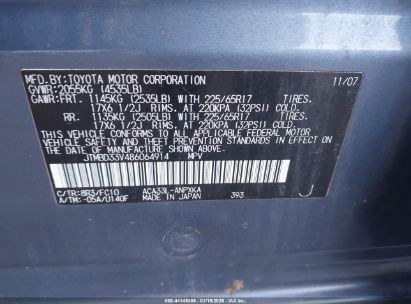 MFD. BY: TOYOTA MOTOR CORPORATION 11/07
GVWR: 2055KG (4535LB)
GAWR: FRT. 1145KG (2535LB) WITH 225/65R17 TIRES.
17X6 1/2J RIMS. AT 220KPA (32PSI) COLD.
RR. 1135KG (2505LB) WITH 225/65R17 TIRES.
17X6 1/2J RIMS. AT 220KPA (32PSI) COLD.
THIS VEHICLE CONFORMS TO ALL APPLICABLE FEDERAL MOTOR
VEHICLE SAFETY, AND THEFT PREVENTION STANDARDS
IN EFFECT ON THE DATE OF MANUFACTURE SHOWN ABOVE.
JTMBD33V486064914 MPV
C/TR: 8R3/FC10 ACA33L-ANPXKA
A/TM: -05A/U140F MADE IN JAPAN 393 J